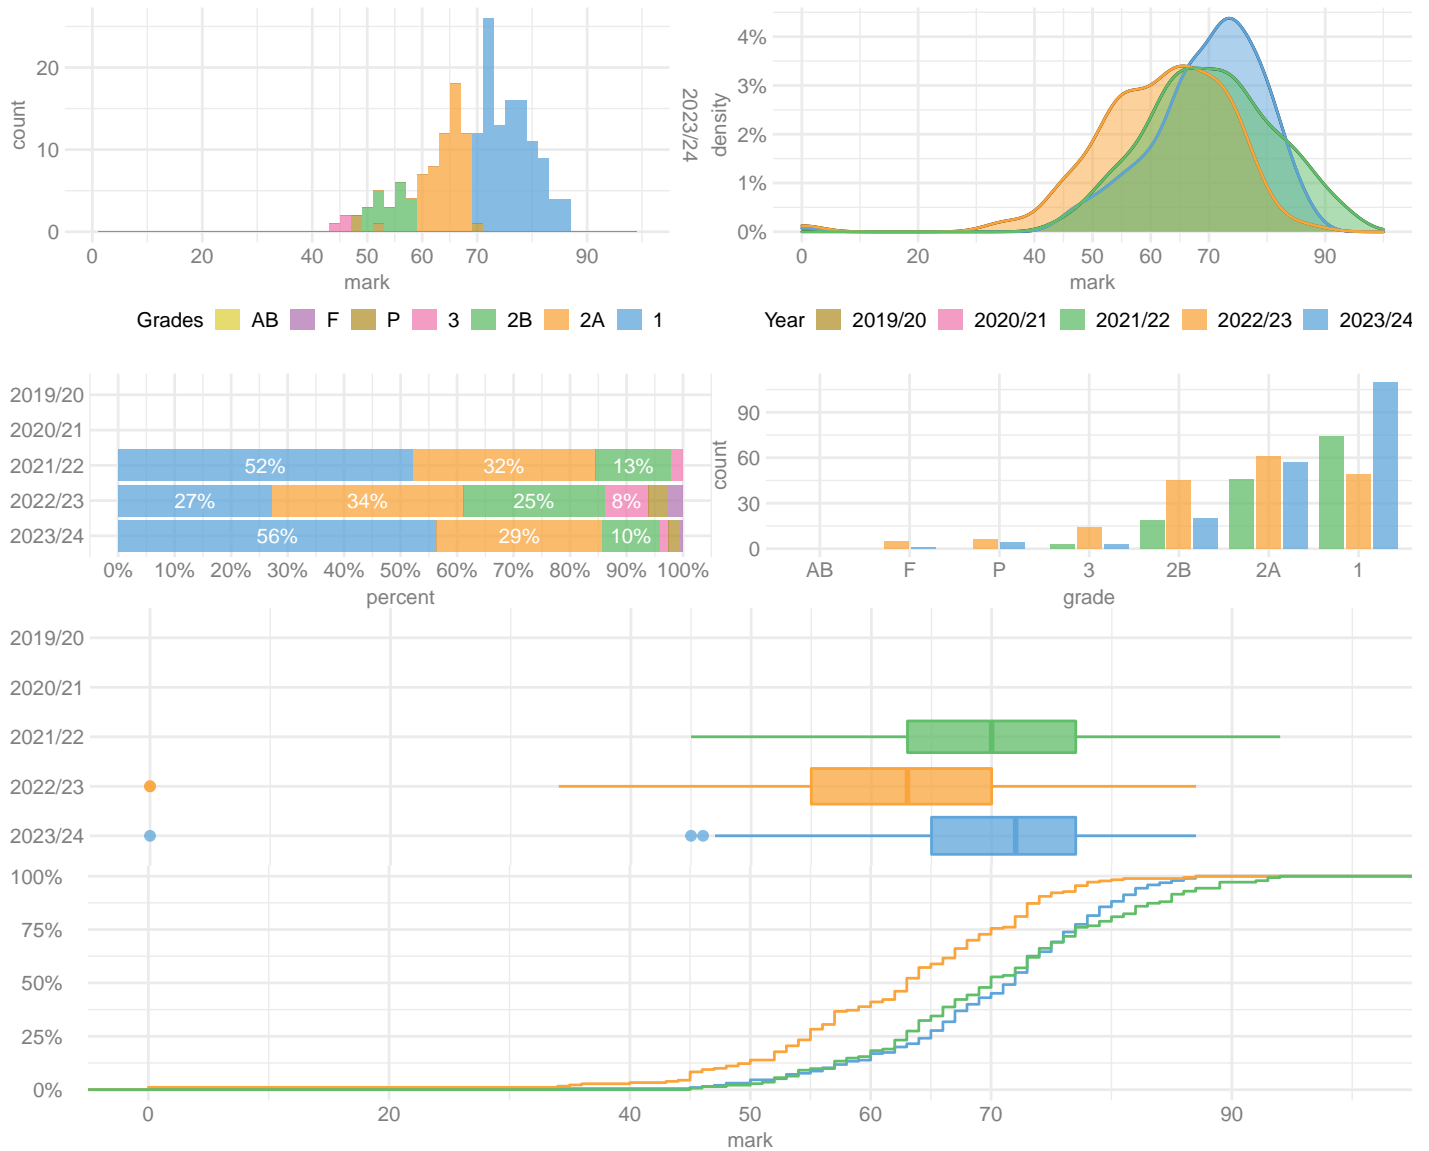 20
10
0
count
0 20 40 50 60 70 90
mark
2023/24
4%
3%
2%
1%
0%
density
0 20 40 50 60 70 90
mark
Grades AB F P 3 2B 2A 1
Year 2019/20 2020/21 2021/22 2022/23 2023/24
2019/20
2020/21
2021/22 52% 32% 13%
2022/23 27% 34% 25% 8%
2023/24 56% 29% 10%
0% 10% 20% 30% 40% 50% 60% 70% 80% 90% 100%
percent
90
60
30
0
count
AB F P 3 2B 2A 1
grade
2019/20
2020/21
2021/22
2022/23
2023/24
100%
75%
50%
25%
0%
0 20 40 50 60 70 90
mark